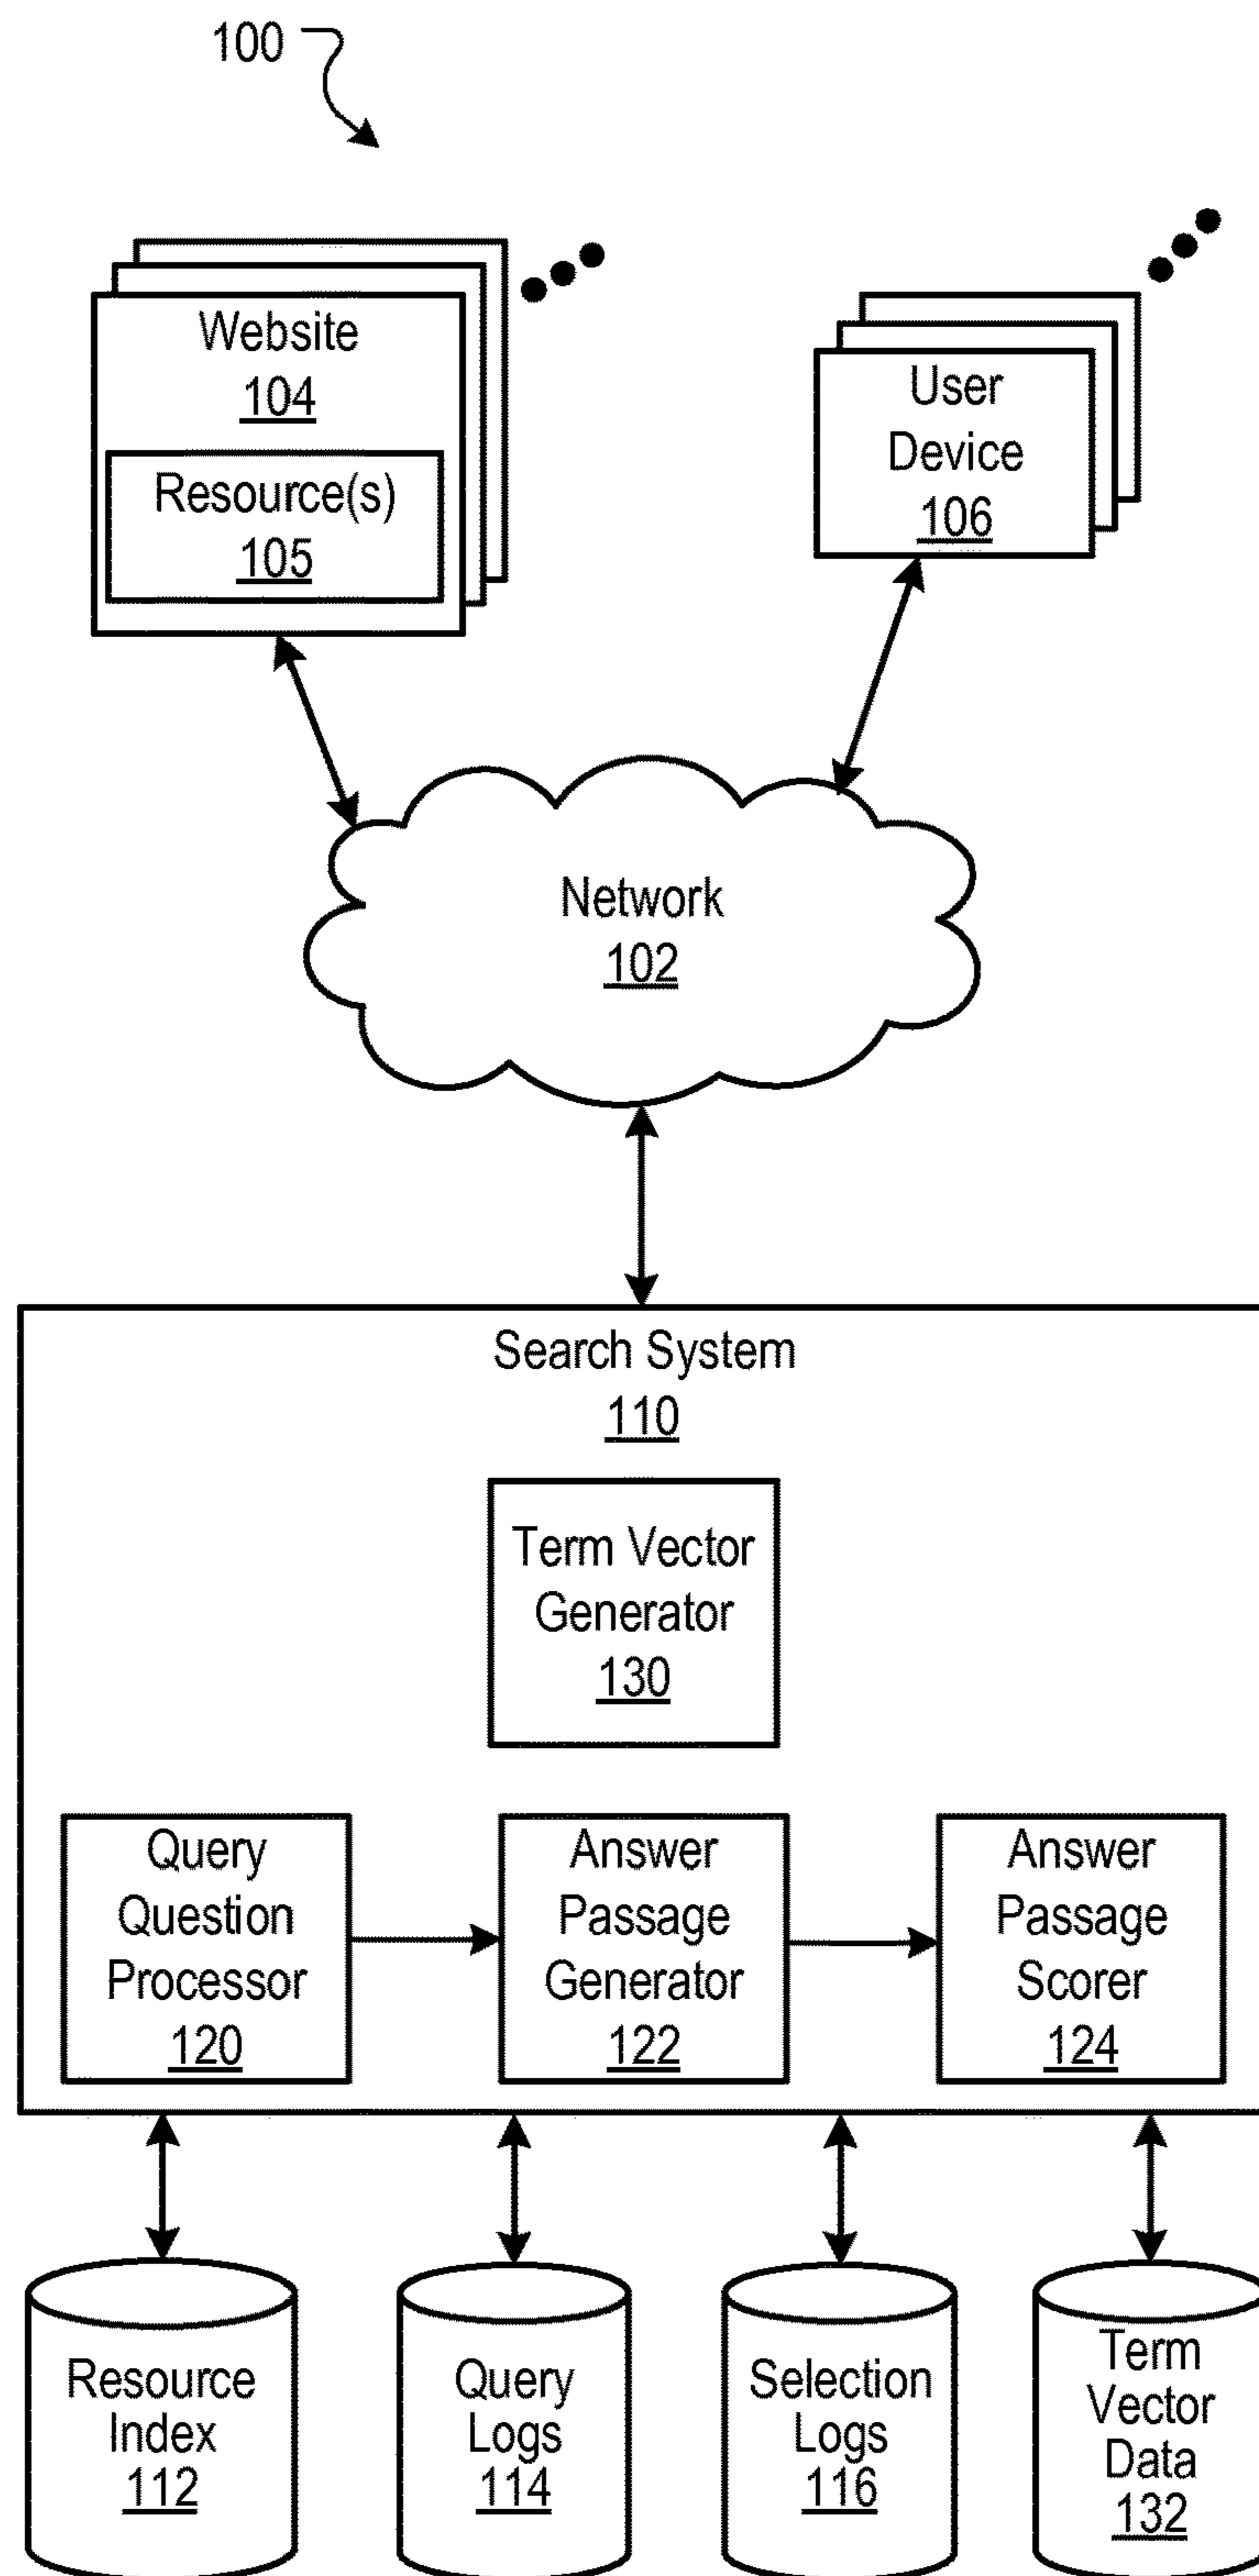 100
Website
104
Resource(s)
105
User
Device
106
Network
102
Search System
110
Term Vector
Generator
130
Query
Question
Processor
120
Answer
Passage
Generator
122
Answer
Passage
Scorer
124
Resource
Index
112
Query
Logs
114
Selection
Logs
116
Term
Vector
Data
132